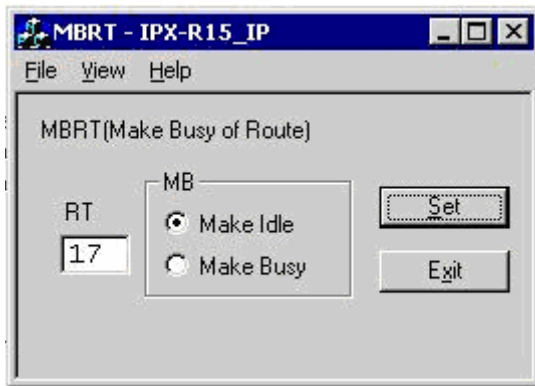 MBRT - IPX-R15_IP
File View Help
MBRT(Make Busy of Route)
MB
RT
Make Idle
Set
17
Make Busy
Exit